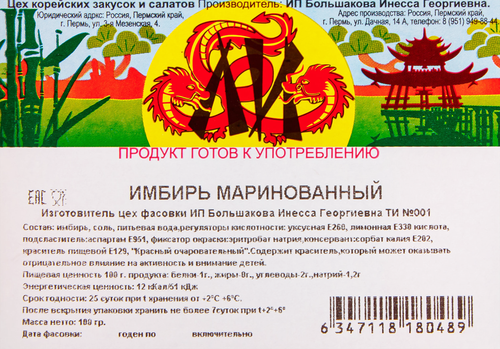 Цех корейских закусок и салатов Производитель: ИП Большакова Инесса Георгиевна.
Юридический адрес: Россия, Пермский край,
г. Пермь, ул. 3-я Мезенская, 4.
Адрес производства: Россия, Пермский край,
г. Пермь, ул. Дачная, 14 А, телефон: 8 (951) 949-88-41
ЛИ
ПРОДУКТ ГОТОВ К УПОТРЕБЛЕНИЮ
ЕАС
ИМБИРЬ МАРИНОВАННЫЙ
Изготовитель цех фасовки ИП Большакова Инесса Георгиевна ТИ №001
Состав: имбирь, соль, питьевая вода,регуляторы кислотности: уксусная Е260, лимонная Е330 кислота,
подсластитель:аспартам Е951, фиксатор окраски:эритробат натрия,консервант:сорбат калия Е202,
краситель пищевой Е129, "Красный очаровательный".Содержит краситель,который может оказывать
отрицательное влияние на активность и внимание детей.
Пищевая ценность 100 г. продукта: белки-1г., жиры-0г., углеводы-2г.,натрий-1,2г
Энергетическая ценность: 12 кКал/51 кДж
Срок годности: 25 суток при t хранения от +2°С +6°С.
После вскрытия упаковки хранить не более 7суток при t+2°+6°
Масса нетто: 180 гр.
Дата фасовки: годен по включительно
6 347118 180489